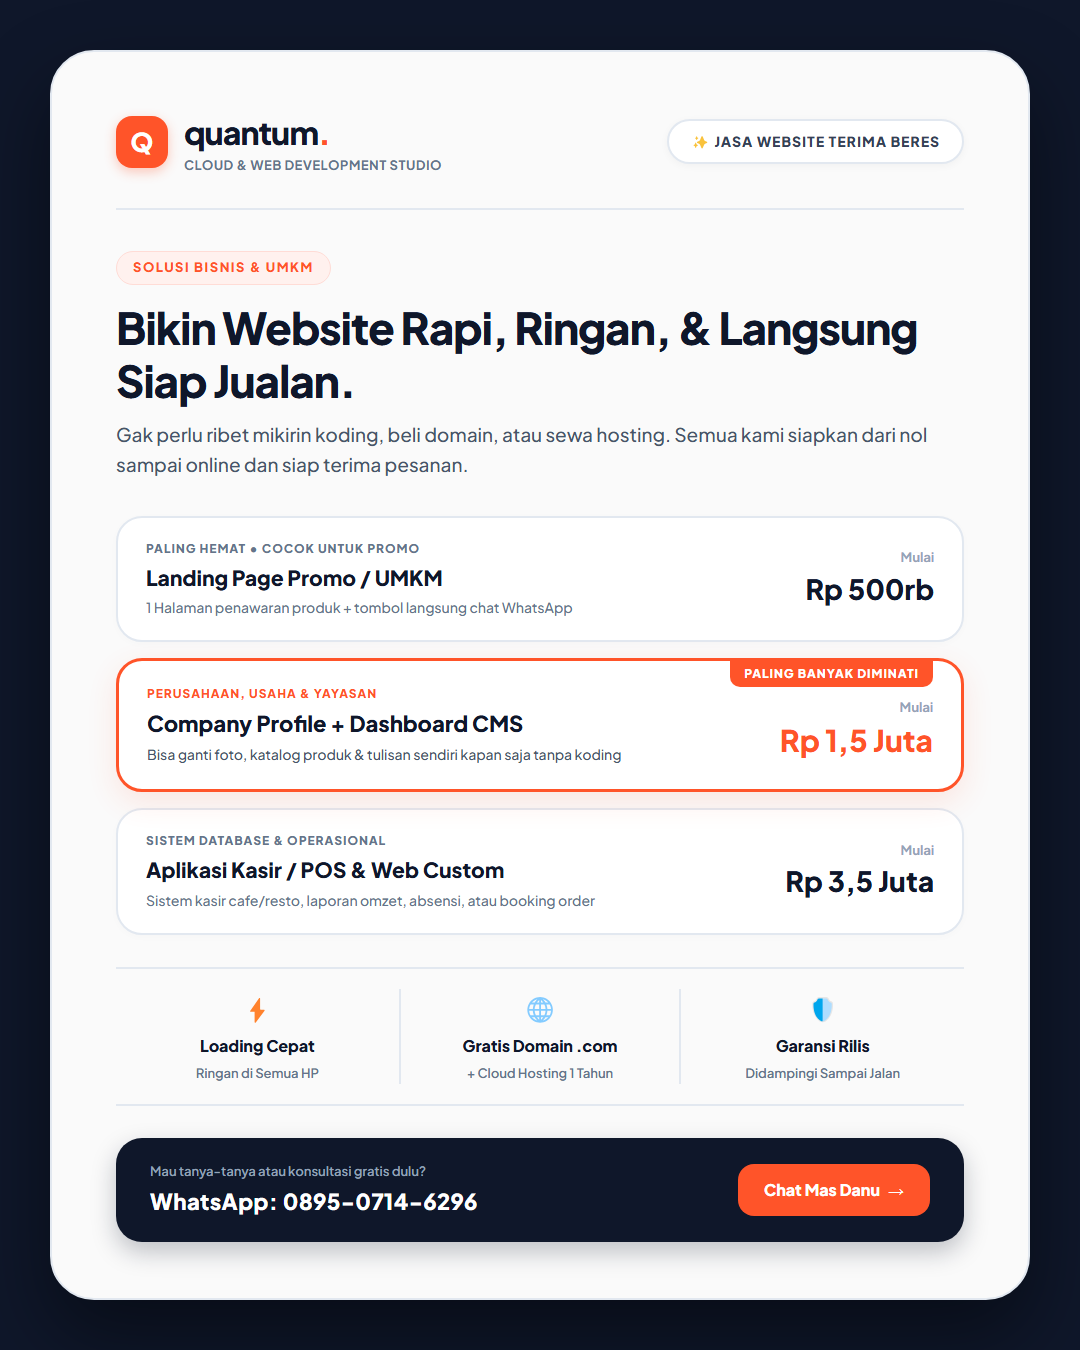 Q
quantum.
CLOUD & WEB DEVELOPMENT STUDIO
✨ JASA WEBSITE TERIMA BERES
SOLUSI BISNIS & UMKM
Bikin Website Rapi, Ringan, & Langsung
Siap Jualan.
Gak perlu ribet mikirin koding, beli domain, atau sewa hosting. Semua kami siapkan dari nol
sampai online dan siap terima pesanan.
PALING HEMAT • COCOK UNTUK PROMO
Landing Page Promo / UMKM
1 Halaman penawaran produk + tombol langsung chat WhatsApp
Mulai
Rp 500rb
PALING BANYAK DIMINATI
PERUSAHAAN, USAHA & YAYASAN
Company Profile + Dashboard CMS
Bisa ganti foto, katalog produk & tulisan sendiri kapan saja tanpa koding
Mulai
Rp 1,5 Juta
SISTEM DATABASE & OPERASIONAL
Aplikasi Kasir / POS & Web Custom
Sistem kasir cafe/resto, laporan omzet, absensi, atau booking order
Mulai
Rp 3,5 Juta
Loading Cepat
Ringan di Semua HP
Gratis Domain .com
+ Cloud Hosting 1 Tahun
Garansi Rilis
Didampingi Sampai Jalan
Mau tanya-tanya atau konsultasi gratis dulu?
WhatsApp: 0895-0714-6296
Chat Mas Danu →